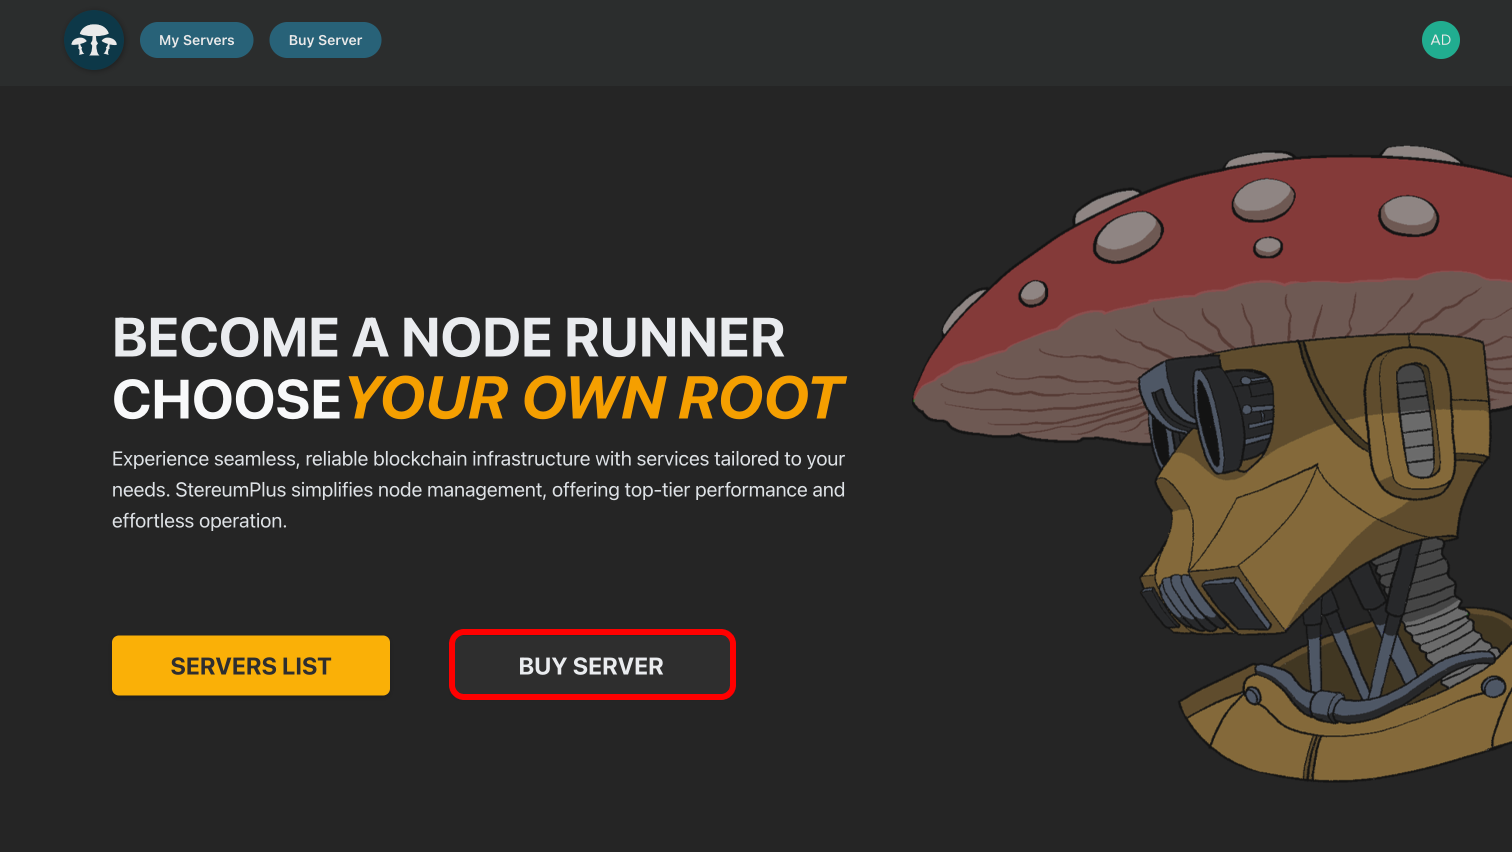 My Servers
Buy Server
AD
BECOME A NODE RUNNER
CHOOSE YOUR OWN ROOT
Experience seamless, reliable blockchain infrastructure with services tailored to your
needs. StereumPlus simplifies node management, offering top-tier performance and
effortless operation.
SERVERS LIST
BUY SERVER